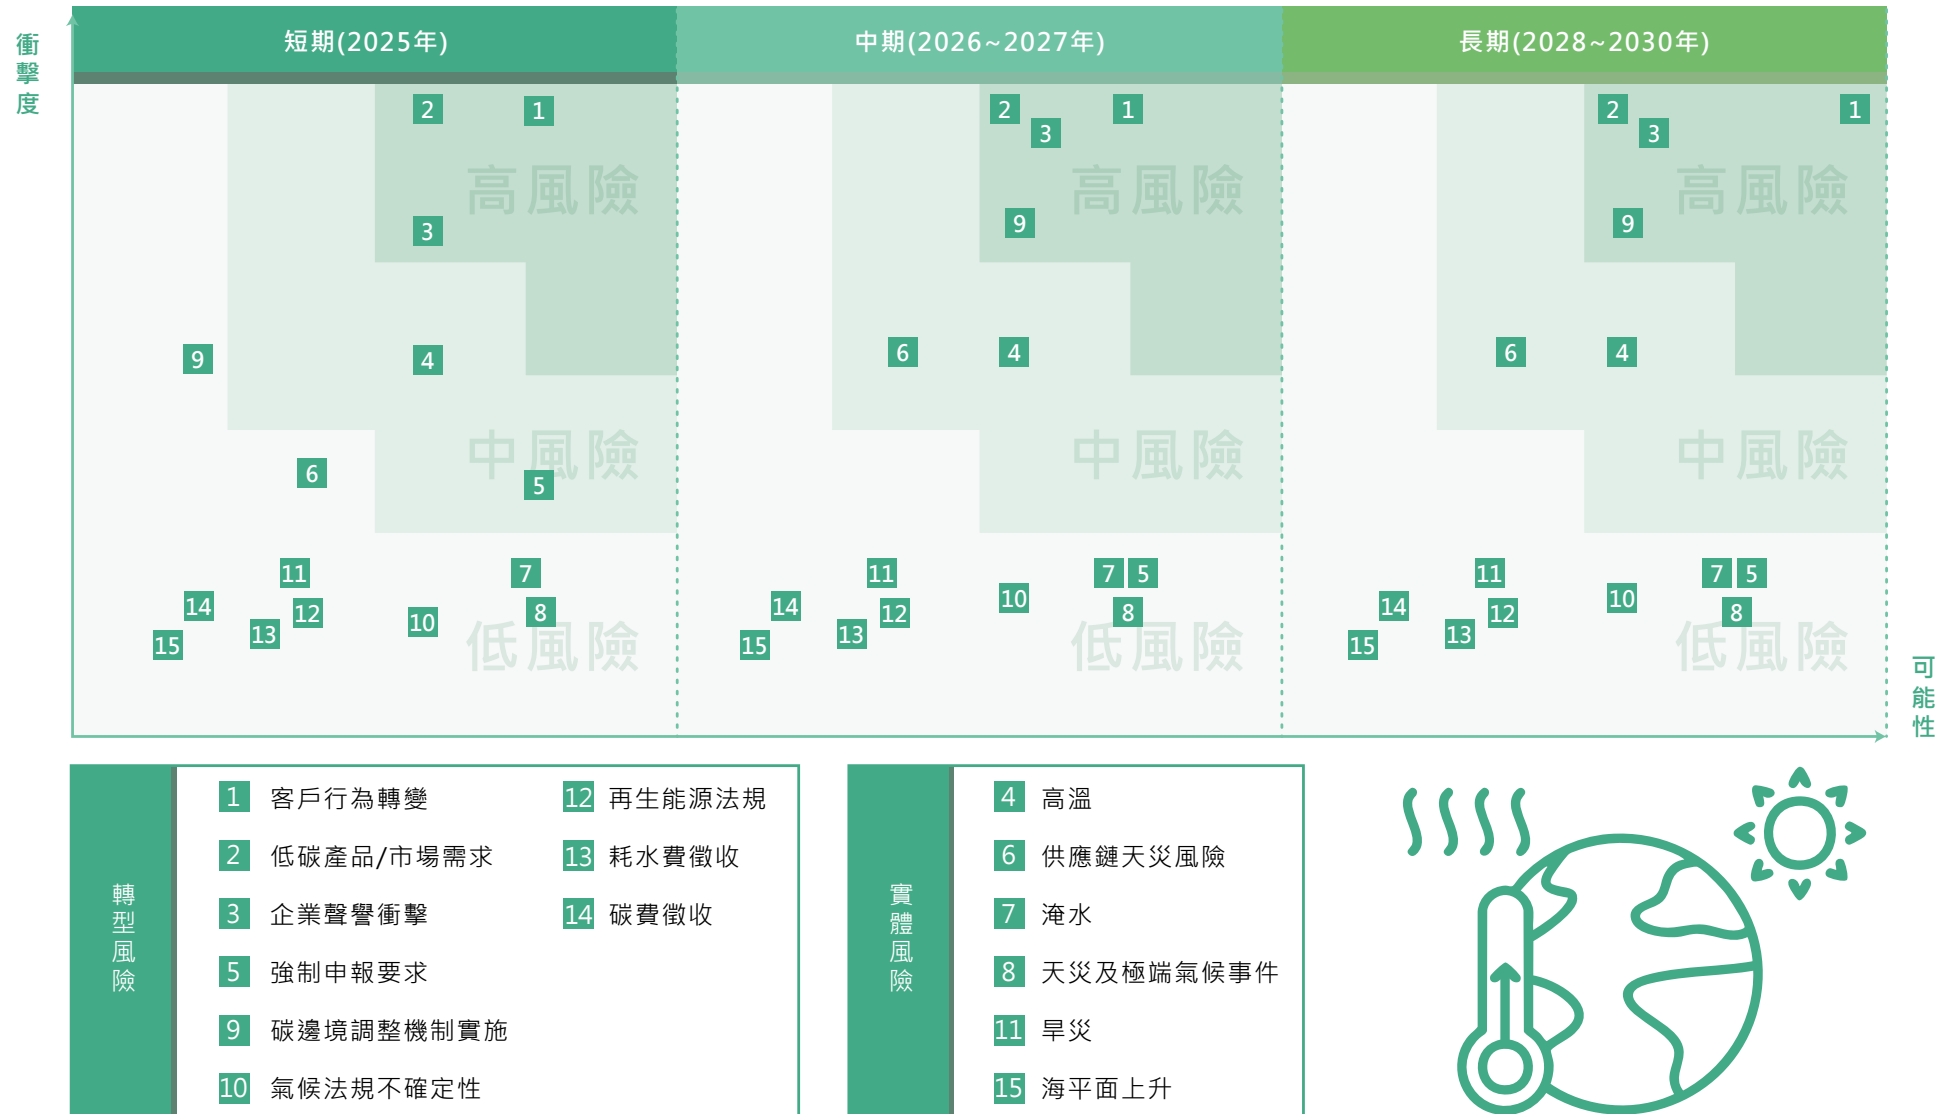 衝擊度
短期(2025年)
中期(2026~2027年)
長期(2028~2030年)
2
1
高風險
3
9
4
中風險
6
5
11
7
14
12
8
10
13
15
低風險
2
1
3
高風險
9
6
4
中風險
11
7
5
10
14
12
8
13
15
低風險
2
1
3
高風險
9
6
4
中風險
11
7
5
10
14
12
8
13
15
低風險
可能性
轉型風險
1 客戶行為轉變
2 低碳產品/市場需求
3 企業聲譽衝擊
5 強制申報要求
9 碳邊境調整機制實施
10 氣候法規不確定性
12 再生能源法規
13 耗水費徵收
14 碳費徵收
實體風險
4 高溫
6 供應鏈天災風險
7 淹水
8 天災及極端氣候事件
11 旱災
15 海平面上升